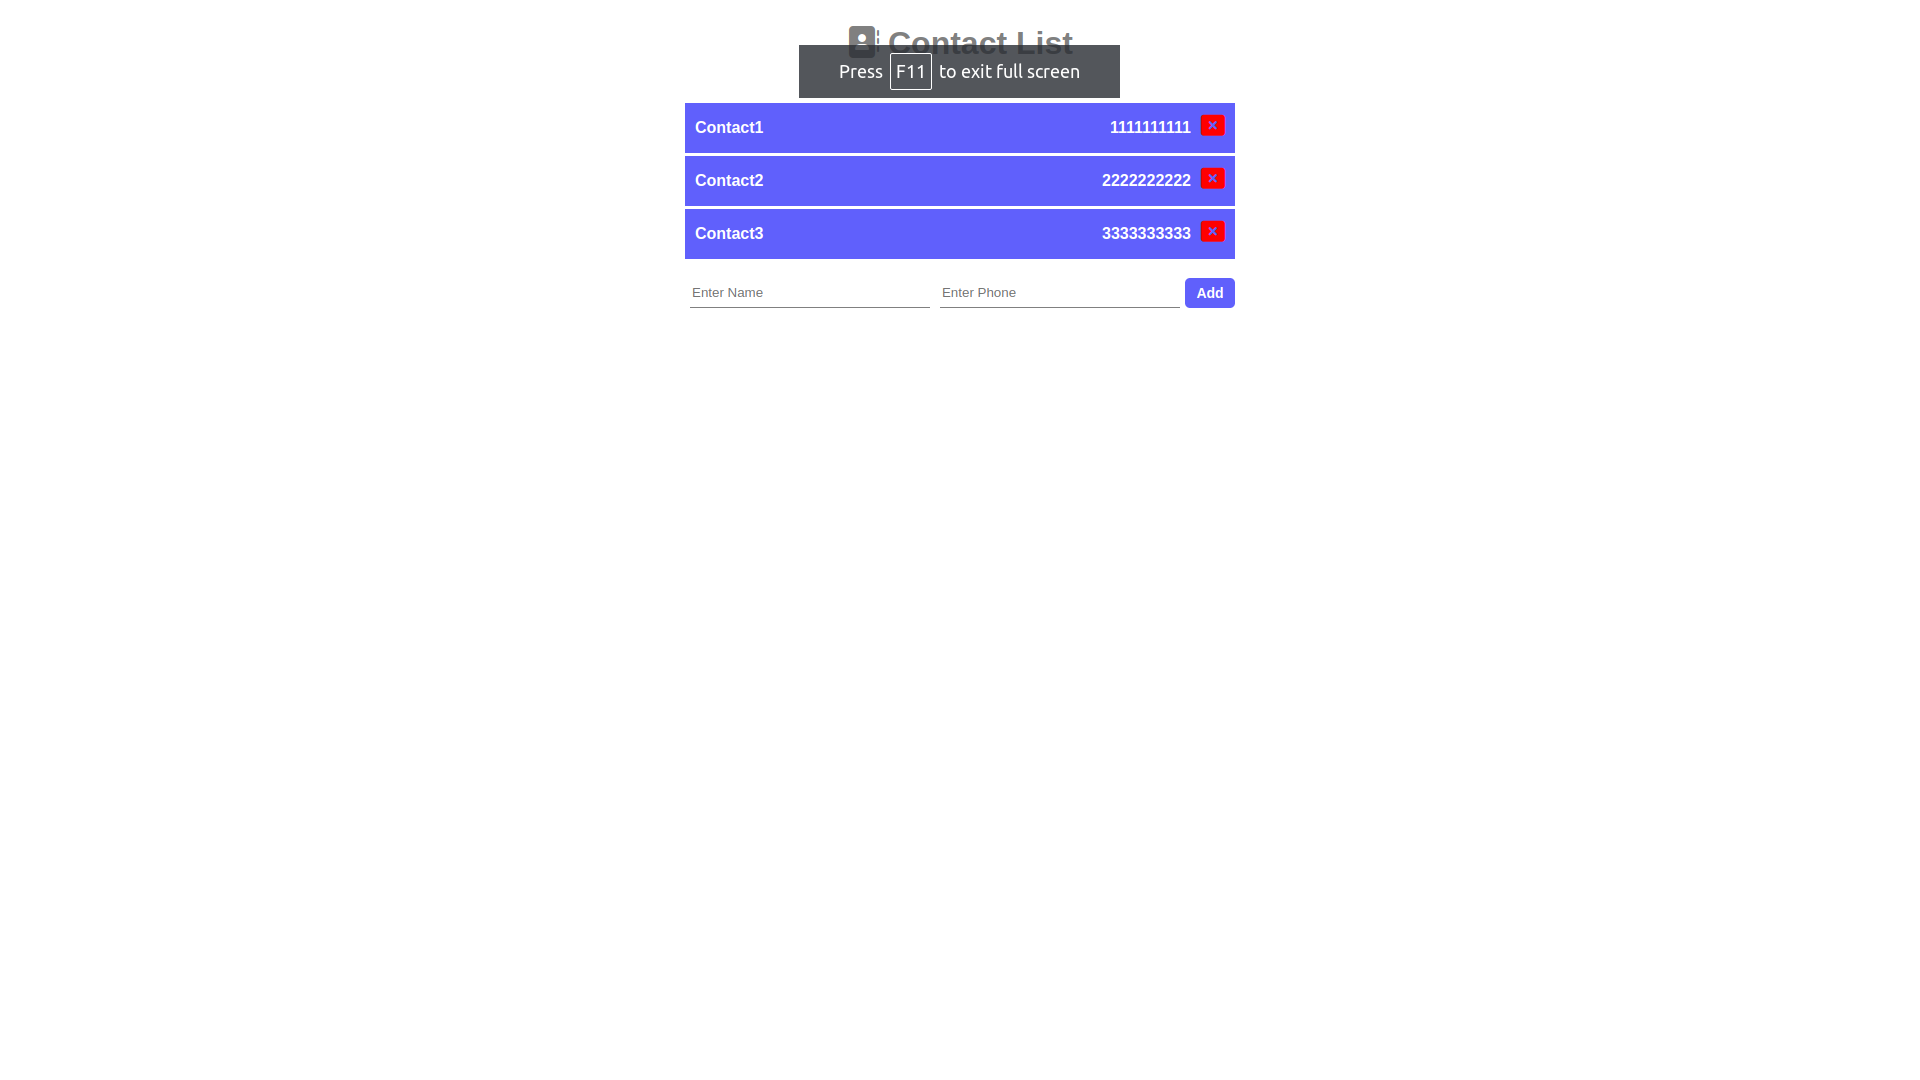 Contact List
Press F11 to exit full screen
Contact1 1111111111
Contact2 2222222222
Contact3 3333333333
Enter Name Enter Phone Add